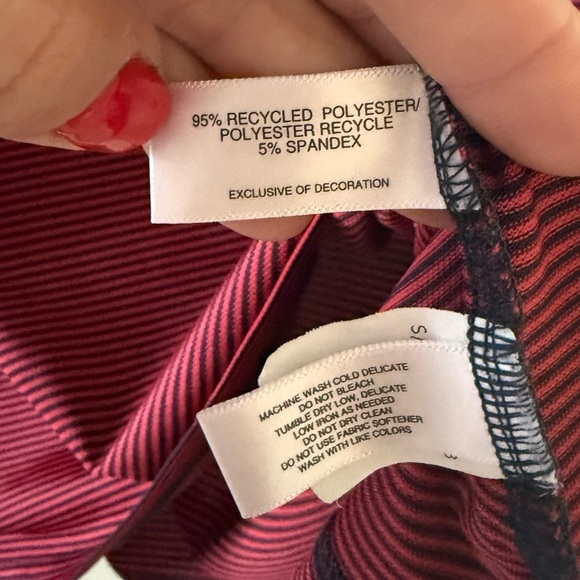 95% RECYCLED POLYESTER/
POLYESTER RECYCLE
5% SPANDEX
EXCLUSIVE OF DECORATION
S/
MACHINE WASH COLD DELICATE
DO NOT BLEACH
TUMBLE DRY LOW, DELICATE
LOW IRON AS NEEDED
DO NOT DRY CLEAN
DO NOT USE FABRIC SOFTENER
WASH WITH LIKE COLORS